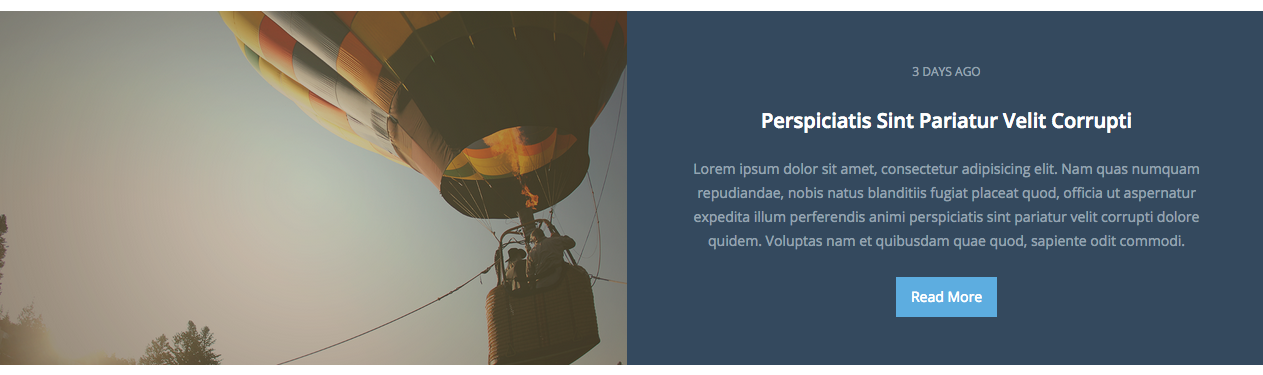 3 DAYS AGO
Perspiciatis Sint Pariatur Velit Corrupti
Lorem ipsum dolor sit amet, consectetur adipisicing elit. Nam quas numquam
repudiandae, nobis natus blanditiis fugiat placeat quod, officia ut aspernatur
expedita illum perferendis animi perspiciatis sint pariatur velit corrupti dolore
quidem. Voluptas nam et quibusdam quae quod, sapiente odit commodi.
Read More